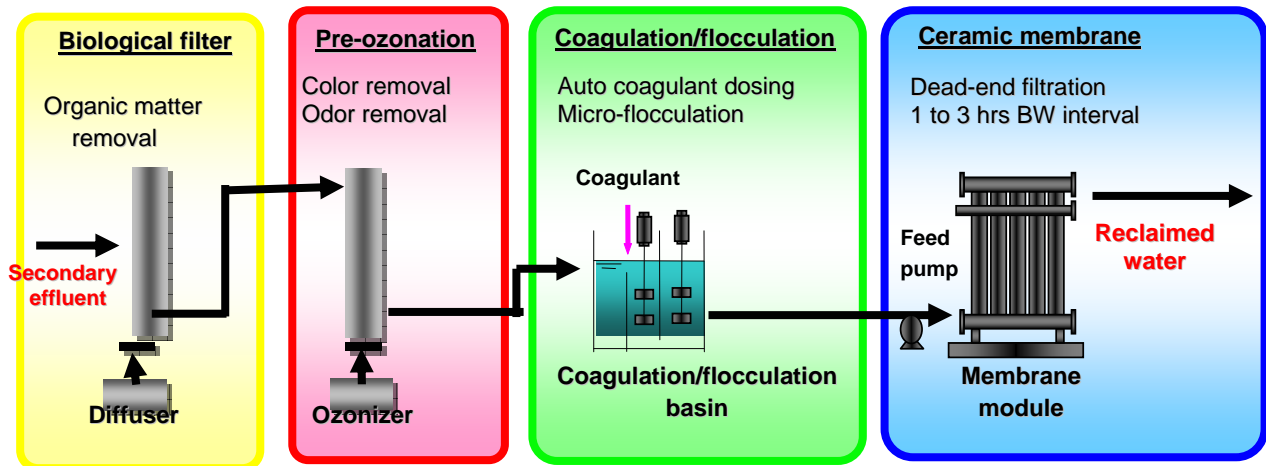 Biological filter
Organic matter
removal
Secondary
effluent
Diffuser
Pre-ozonation
Color removal
Odor removal
Ozonizer
Coagulation/flocculation
Auto coagulant dosing
Micro-flocculation
Coagulant
Coagulation/flocculation
basin
Ceramic membrane
Dead-end filtration
1 to 3 hrs BW interval
Feed
pump
Reclaimed
water
Membrane
module